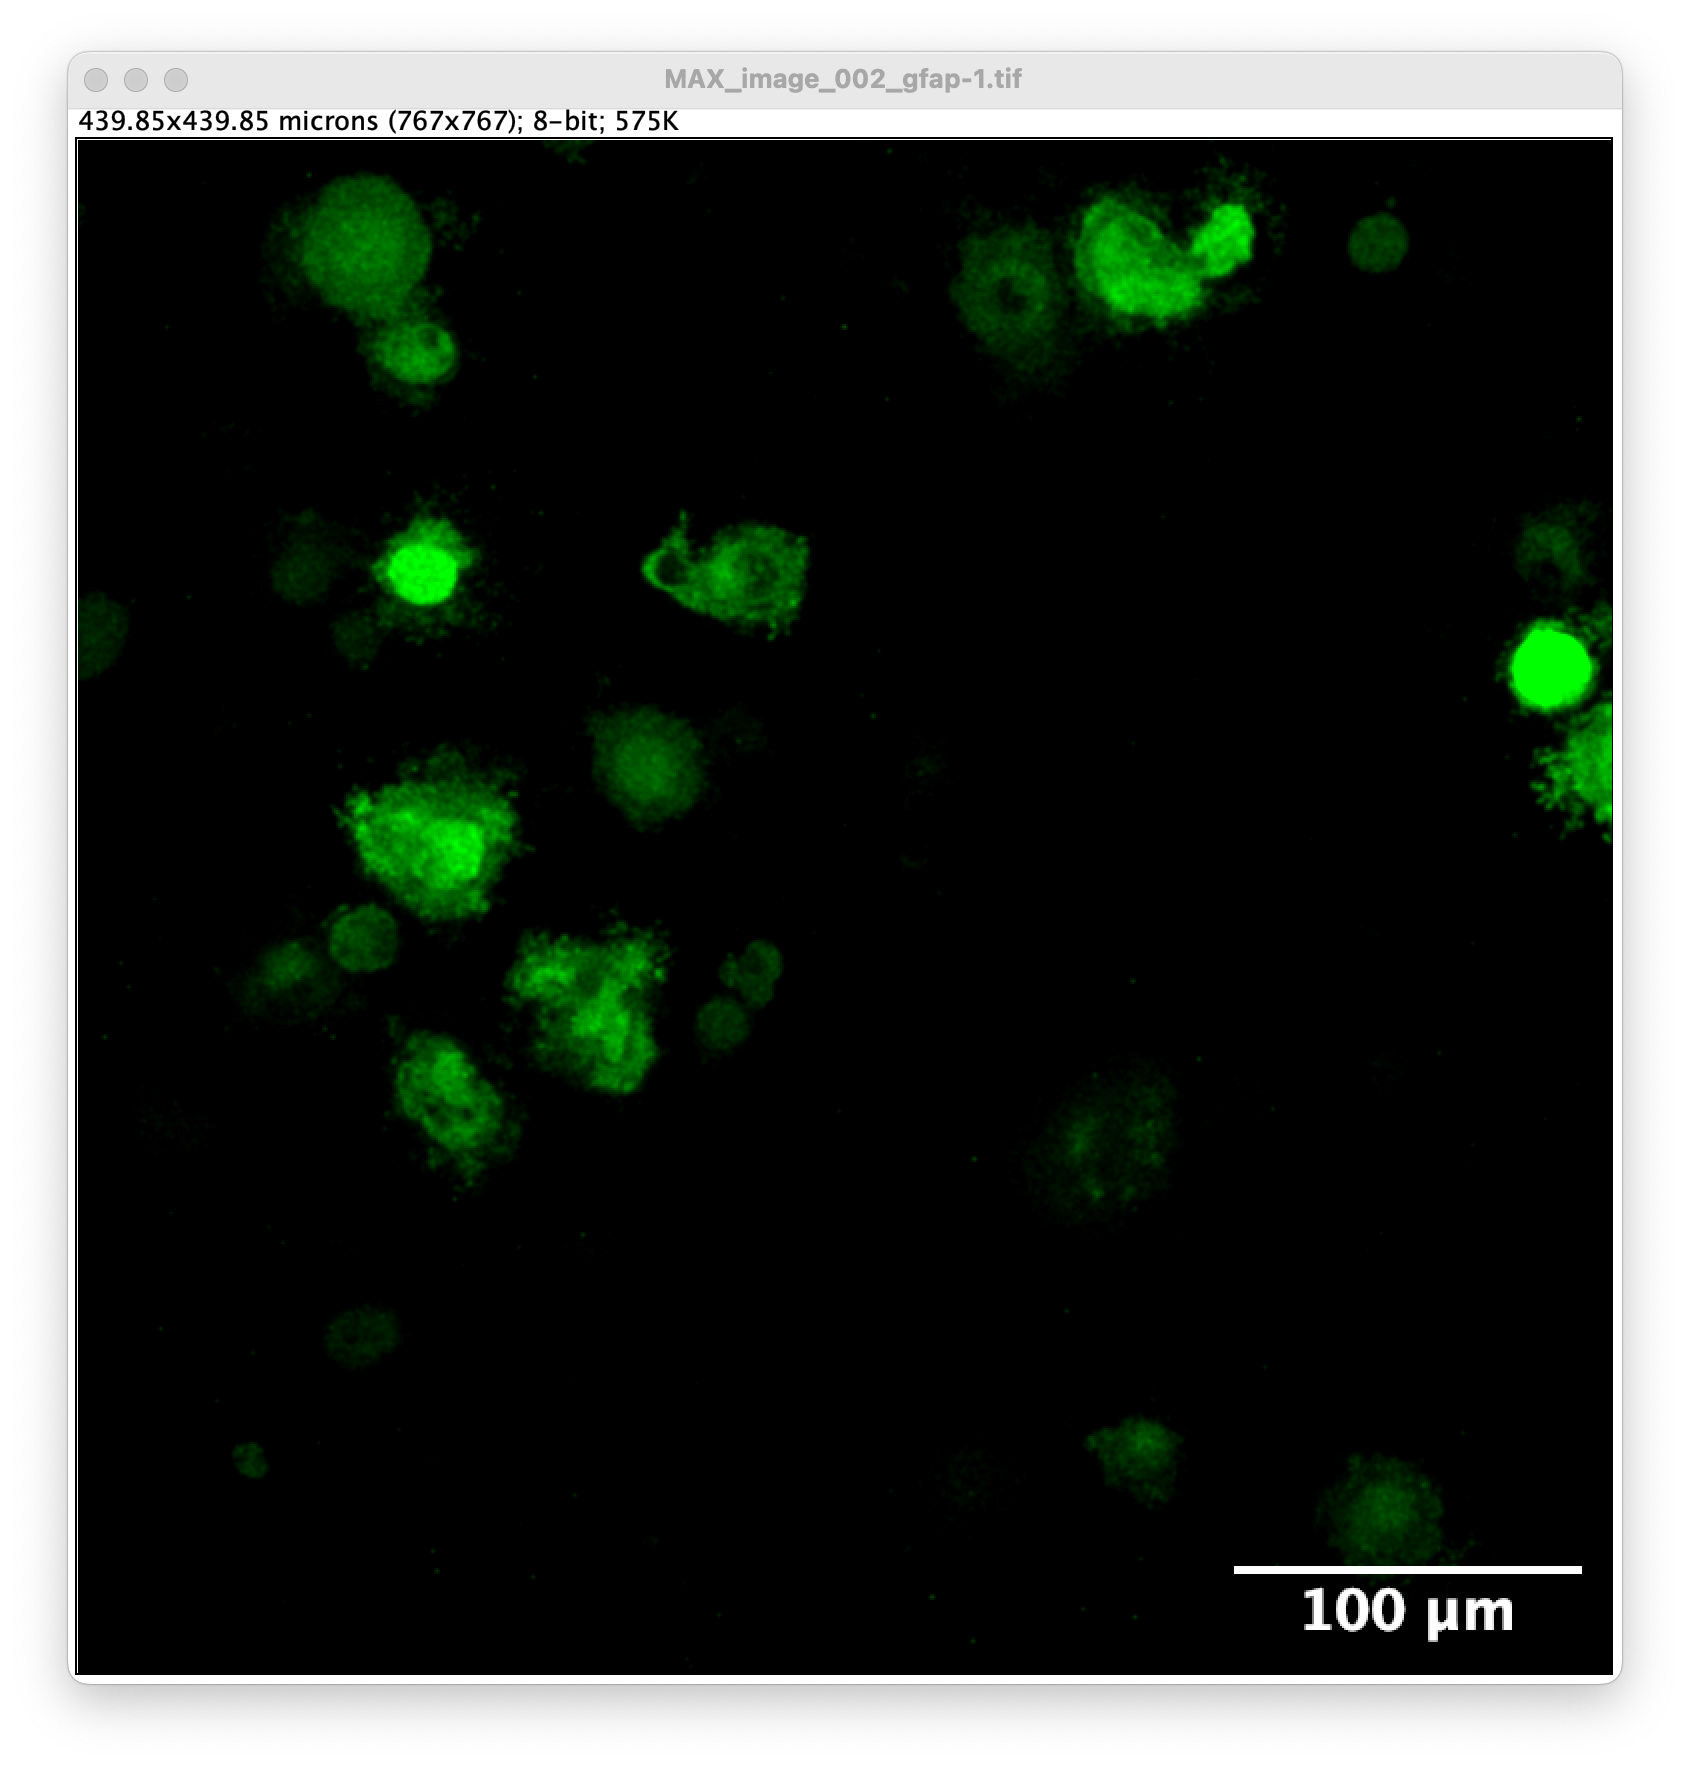 MAX_image_002_gfap-1.tif
439.85x439.85 microns (767x767); 8-bit; 575K
100 µm